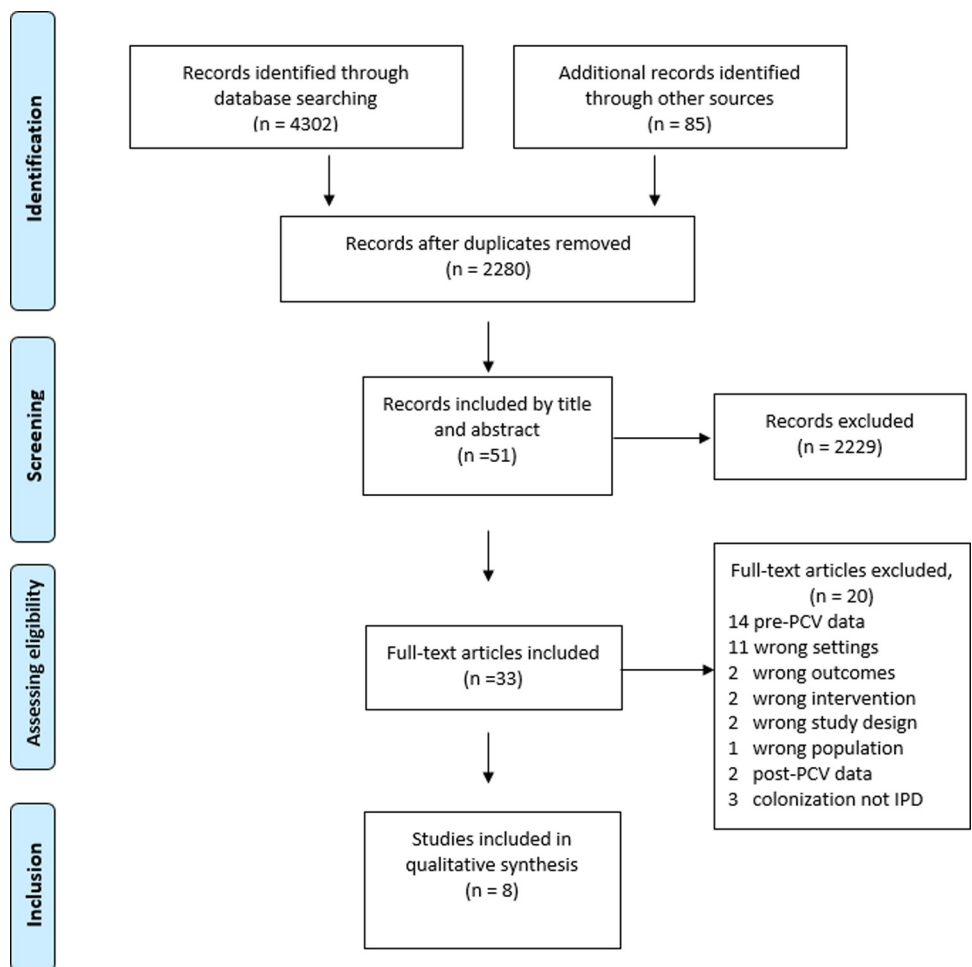 Identification
Records identified through
database searching
(n = 4302)
Additional records identified
through other sources
(n = 85)
Records after duplicates removed
(n = 2280)
Screening
Records included by title
and abstract
(n =51)
Records excluded
(n = 2229)
Assessing eligibility
Full-text articles included
(n =33)
Full-text articles excluded,
(n = 20)
14 pre-PCV data
11 wrong settings
2 wrong outcomes
2 wrong intervention
2 wrong study design
1 wrong population
2 post-PCV data
3 colonization not IPD
Inclusion
Studies included in
qualitative synthesis
(n = 8)